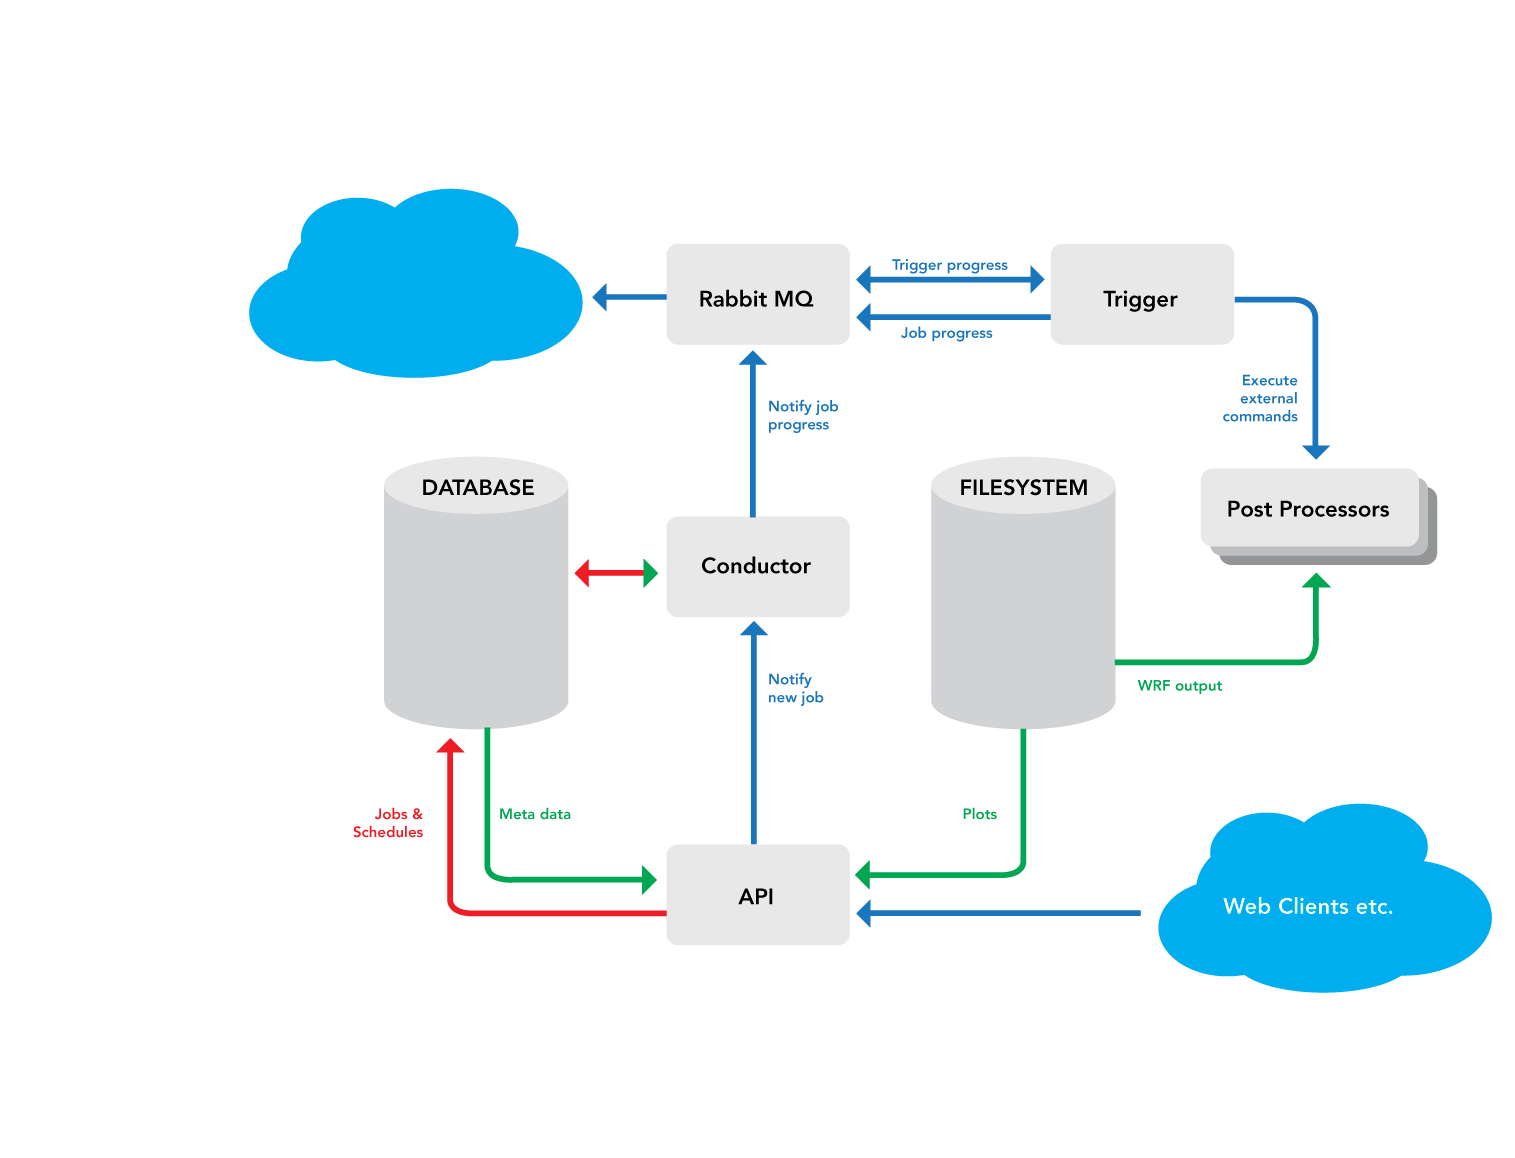 Trigger progress
Rabbit MQ
Trigger
Job progress
Execute
external
commands
Notify job
progress
DATABASE
FILESYSTEM
Post Processors
Conductor
Notify
new job
WRF output
Jobs &
Schedules
Meta data
Plots
API
Web Clients etc.